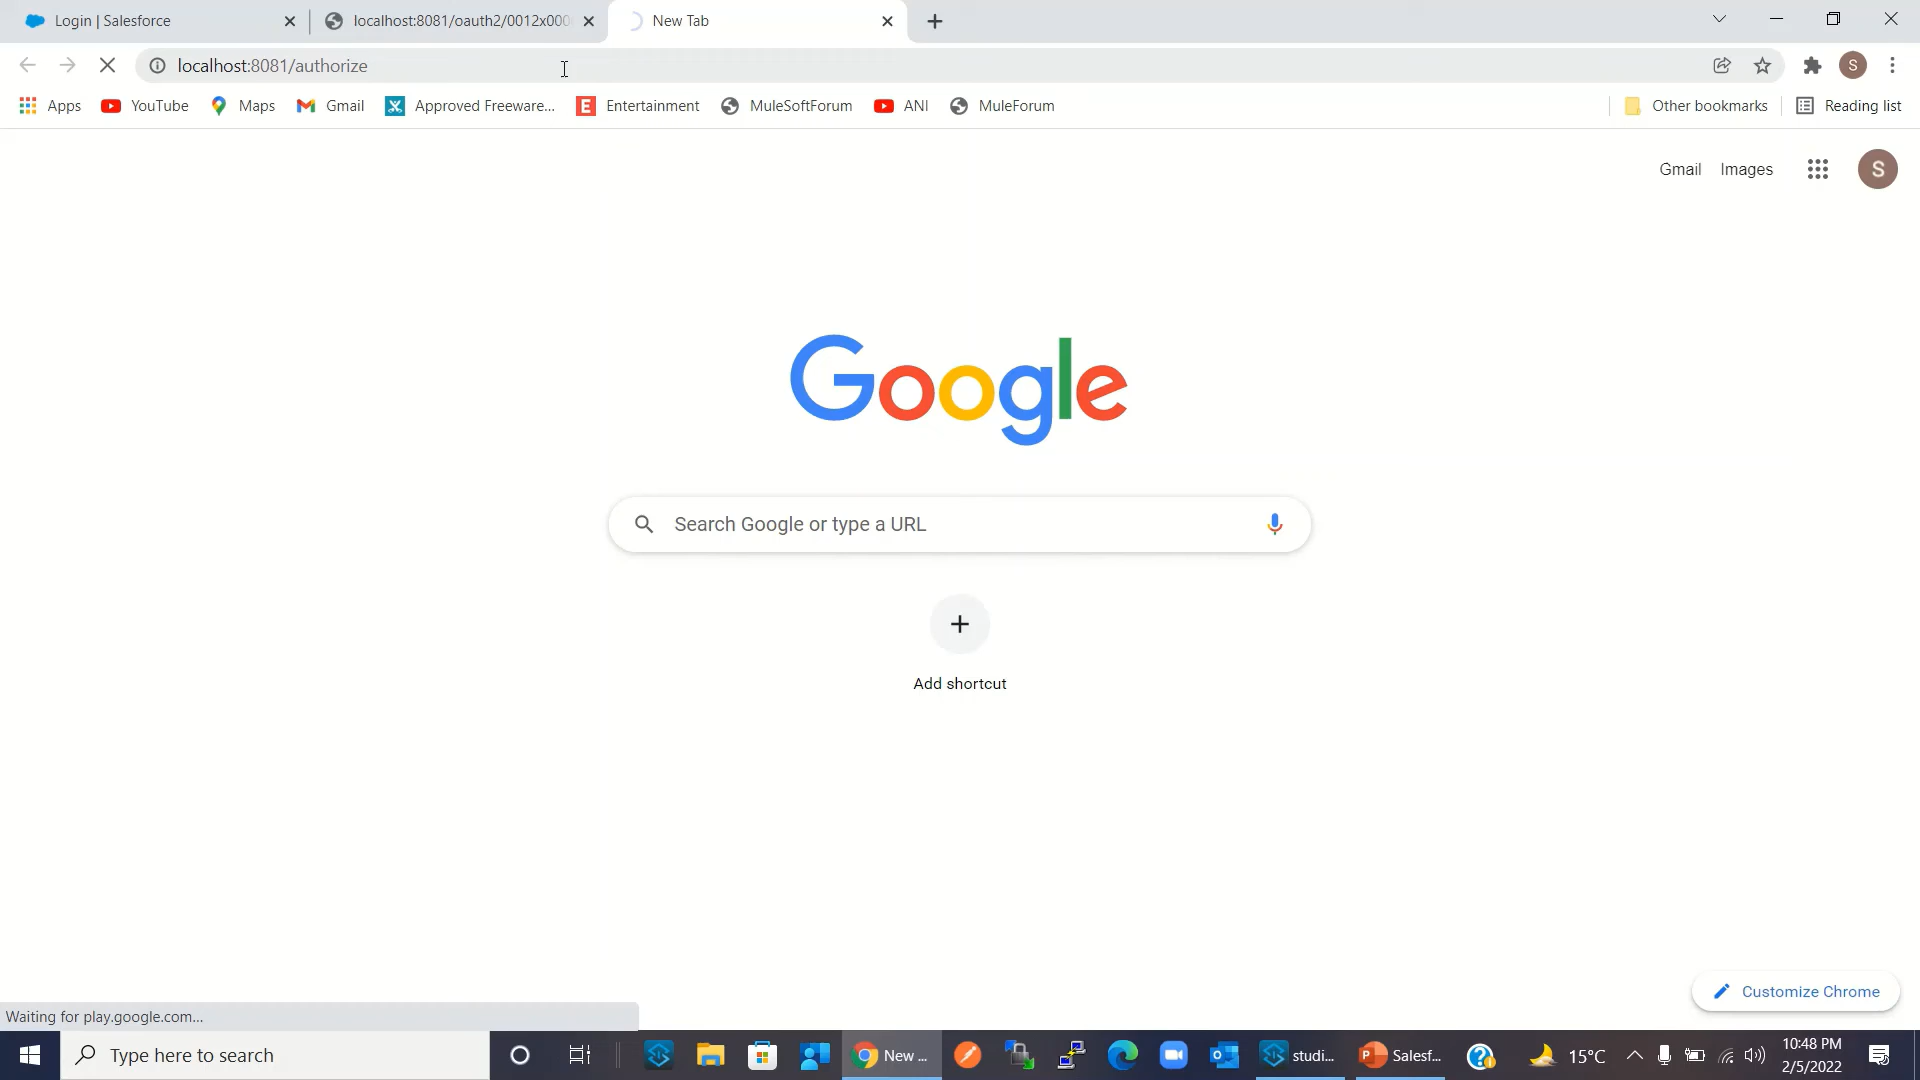 Login | Salesforce
localhost:8081/oauth2/0012x000
New Tab
localhost:8081/authorize
S
Apps
YouTube
Maps
Gmail
Approved Freeware...
Entertainment
MuleSoftForum
ANI
MuleForum
Other bookmarks
Reading list
Gmail
Images
S
Google
Search Google or type a URL
Add shortcut
Customize Chrome
Waiting for play.google.com...
Type here to search
New ...
studi...
Salesf...
15°C
10:48 PM
2/5/2022